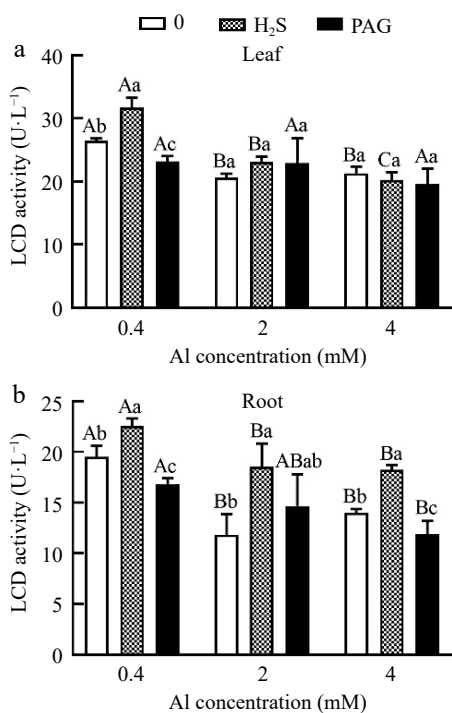 0 H₂S PAG
a Leaf
LCD activity (U·L⁻¹)
40
30
20
10
0
Ab Aa Ac
Ba Ba Aa
Ba Ca Aa
0.4 2 4
Al concentration (mM)
b Root
LCD activity (U·L⁻¹)
25
20
15
10
5
0
Ab Aa Ac
Bb Ba ABab
Bb Ba Bc
0.4 2 4
Al concentration (mM)